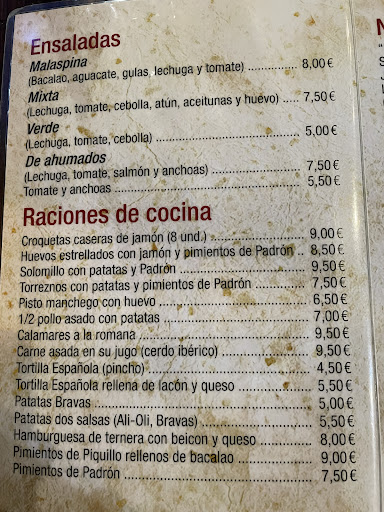 Ensaladas
Malaspina
(Bacalao, aguacate, gulas, lechuga y tomate) ................ 8,00€
Mixta
(Lechuga, tomate, cebolla, atún, aceitunas y huevo) ..... 7,50€
Verde
(Lechuga, tomate, cebolla) ............................................ 5,00€
De ahumados
(Lechuga, tomate, salmón y anchoas) ........................... 7,50€
Tomate y anchoas ........................................................ 5,50€
Raciones de cocina
Croquetas caseras de jamón (8 und.) ........................... 9,00€
Huevos estrellados con jamón y pimientos de Padrón .. 8,50€
Solomillo con patatas y Padrón .................................... 9,50€
Torreznos con patatas y pimientos de Padrón .............. 7,50€
Pisto manchego con huevo .......................................... 6,50€
1/2 pollo asado con patatas ......................................... 7,00€
Calamares a la romana ................................................ 9,50€
Carne asada en su jugo (cerdo ibérico) ........................ 9,50€
Tortilla Española (pincho) ............................................ 4,50€
Tortilla Española rellena de lacón y queso ................... 5,50€
Patatas Bravas ............................................................ 5,00€
Patatas dos salsas (Ali-Oli, Bravas) ............................. 5,50€
Hamburguesa de ternera con beicon y queso .............. 8,00€
Pimientos de Piquillo rellenos de bacalao .................... 9,00€
Pimientos de Padrón .................................................... 7,50€